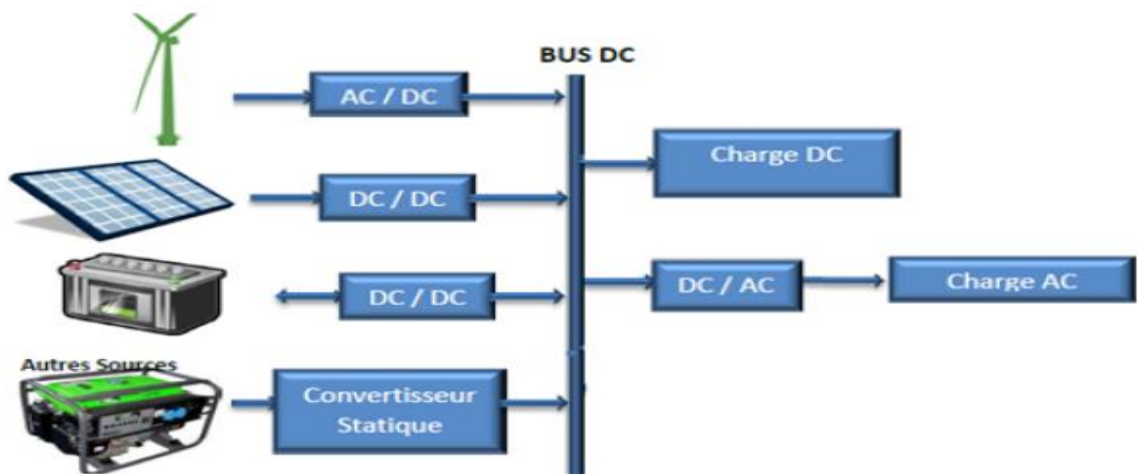 BUS DC
AC / DC
Charge DC
DC / DC
DC / DC
DC / AC
Charge AC
Autres Sources
Convertisseur
Statique